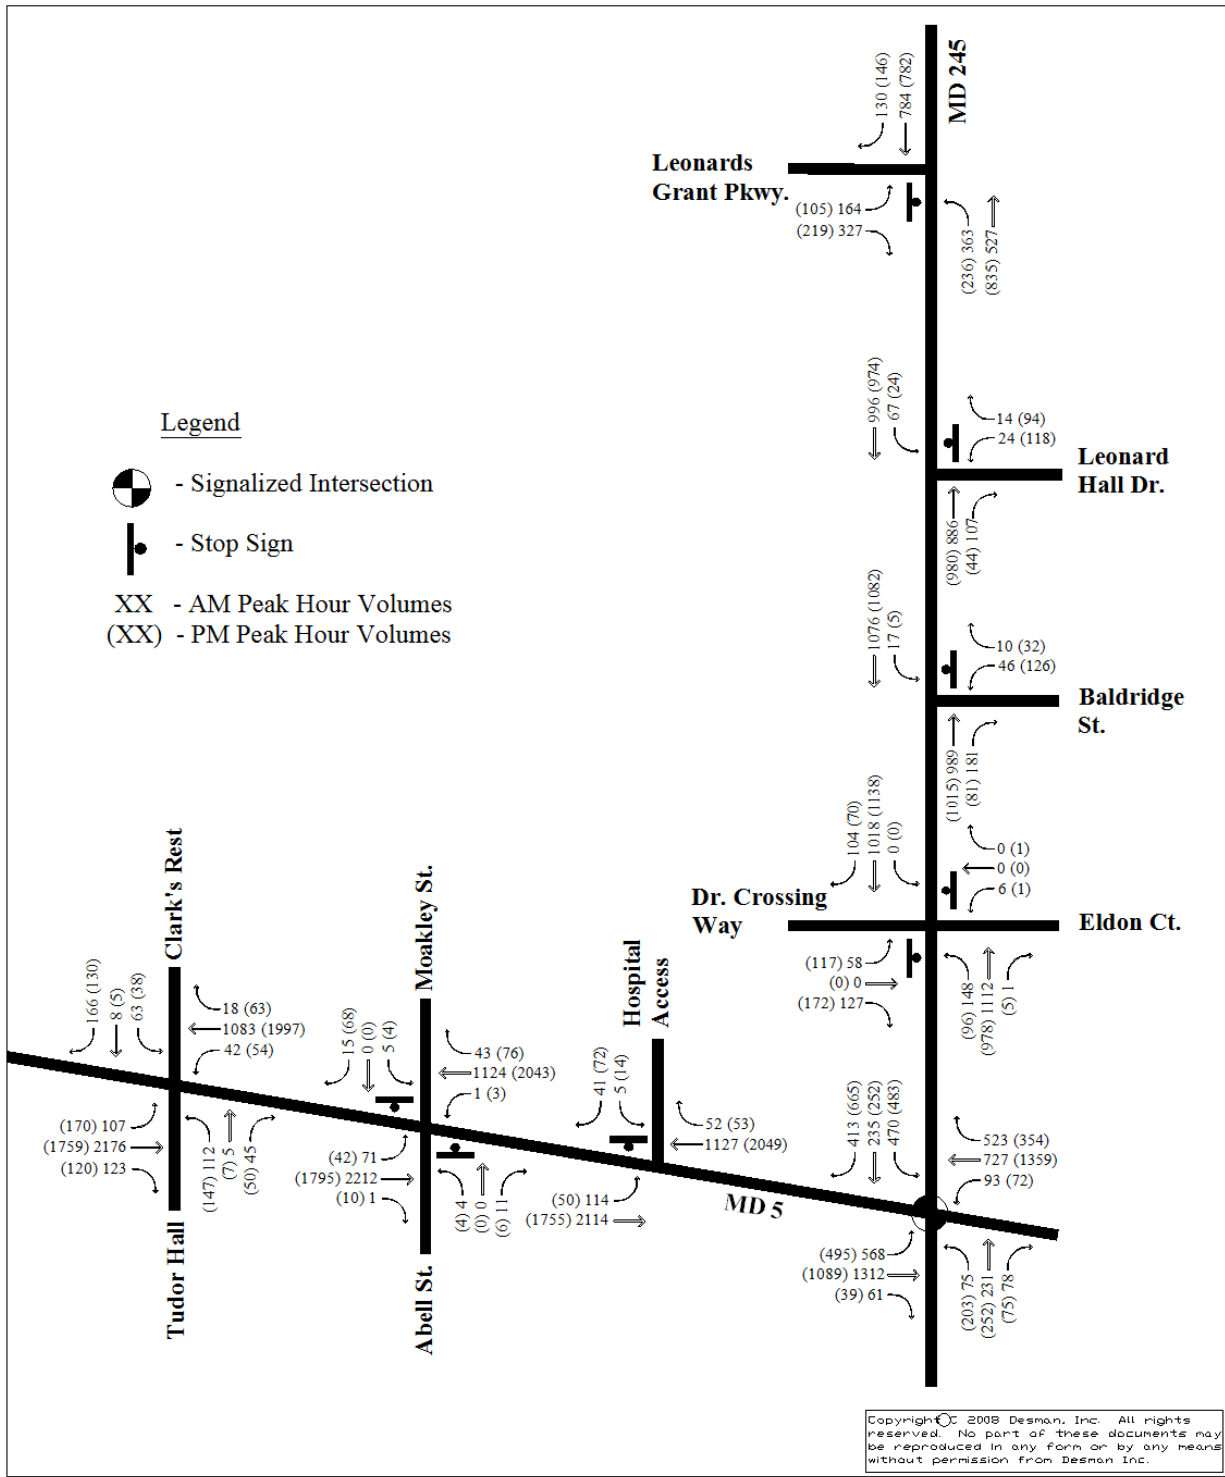 MD 245
130 (146)
784 (782)
Leonards
Grant Pkwy.
(105) 164
(219) 327
(236) 363
(835) 527
996 (974)
67 (24)
14 (94)
24 (118)
Leonard
Hall Dr.
(980) 886
(44) 107
Legend
- Signalized Intersection
- Stop Sign
XX - AM Peak Hour Volumes
(XX) - PM Peak Hour Volumes
1076 (1082)
17 (5)
10 (32)
46 (126)
Baldridge
St.
(1015) 989
(81) 181
104 (70)
1018 (1138)
0 (0)
0 (1)
0 (0)
6 (1)
Dr. Crossing
Way
Eldon Ct.
(117) 58
(0) 0
(172) 127
(96) 148
(978) 1112
(5) 1
Clark's Rest
166 (130)
8 (5)
63 (38)
18 (63)
1083 (1997)
42 (54)
(170) 107
(1759) 2176
(120) 123
(147) 112
(7) 5
(50) 45
Tudor Hall
Moakley St.
15 (68)
0 (0)
5 (4)
43 (76)
1124 (2043)
1 (3)
(42) 71
(1795) 2212
(10) 1
(4) 4
(0) 0
(6) 11
Abell St.
Hospital
Access
41 (72)
5 (14)
52 (53)
1127 (2049)
(50) 114
(1755) 2114
MD 5
413 (665)
235 (252)
470 (483)
523 (354)
727 (1359)
93 (72)
(495) 568
(1089) 1312
(39) 61
(203) 75
(252) 231
(75) 78
Copyright C 2008 Desman, Inc. All rights
reserved. No part of these documents may
be reproduced in any form or by any means
without permission from Desman Inc.